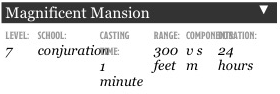 Magnificent Mansion ▼
LEVEL: SCHOOL: CASTING TIME: RANGE: COMPONENTS: DURATION:
7 conjuration 1 minute 300 feet v s m 24 hours